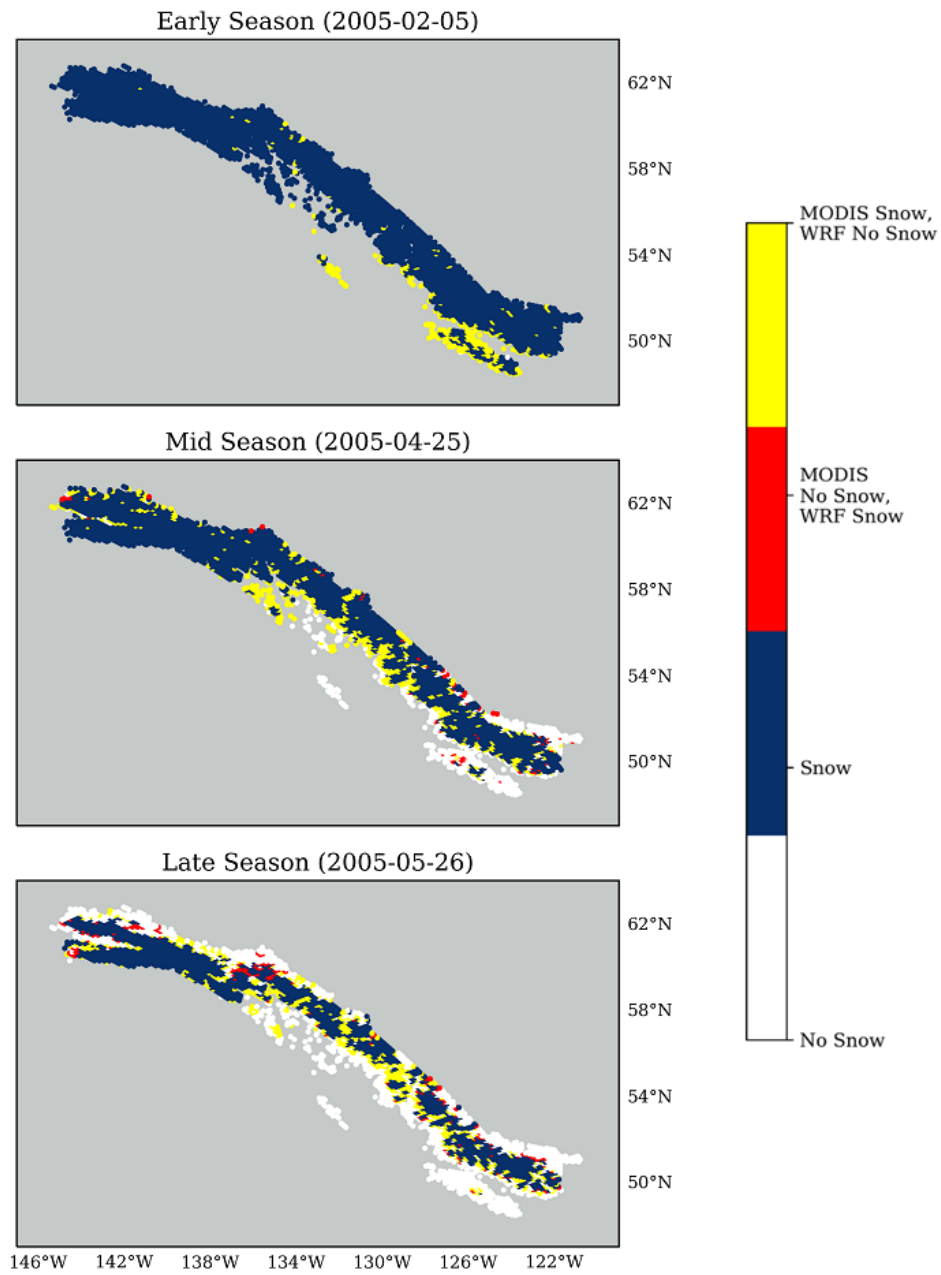 Early Season (2005-02-05)
62°N
58°N
54°N
50°N
Mid Season (2005-04-25)
62°N
58°N
54°N
50°N
Late Season (2005-05-26)
62°N
58°N
54°N
50°N
146°W 142°W 138°W 134°W 130°W 126°W 122°W
MODIS Snow,
WRF No Snow
MODIS
No Snow,
WRF Snow
Snow
No Snow